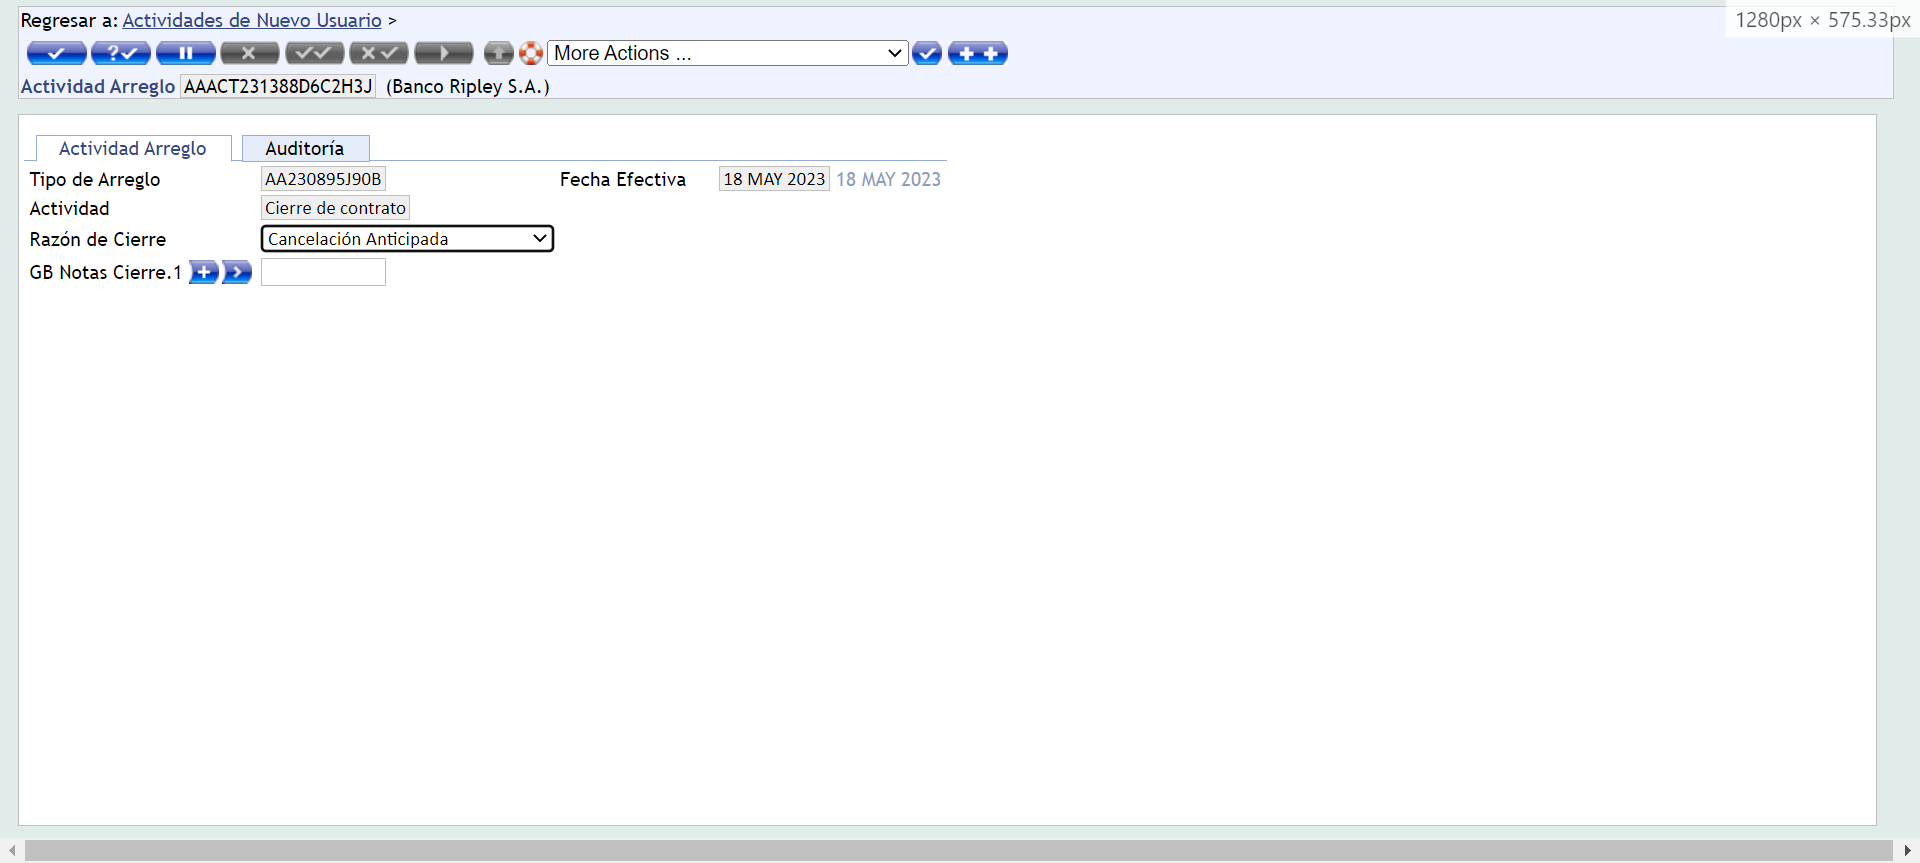 Regresar a: Actividades de Nuevo Usuario >
1280px × 575.33px
More Actions ...
Actividad Arreglo AAACT231388D6C2H3J (Banco Ripley S.A.)
Actividad Arreglo Auditoría
Tipo de Arreglo AA230895J90B Fecha Efectiva 18 MAY 2023 18 MAY 2023
Actividad Cierre de contrato
Razón de Cierre Cancelación Anticipada
GB Notas Cierre.1